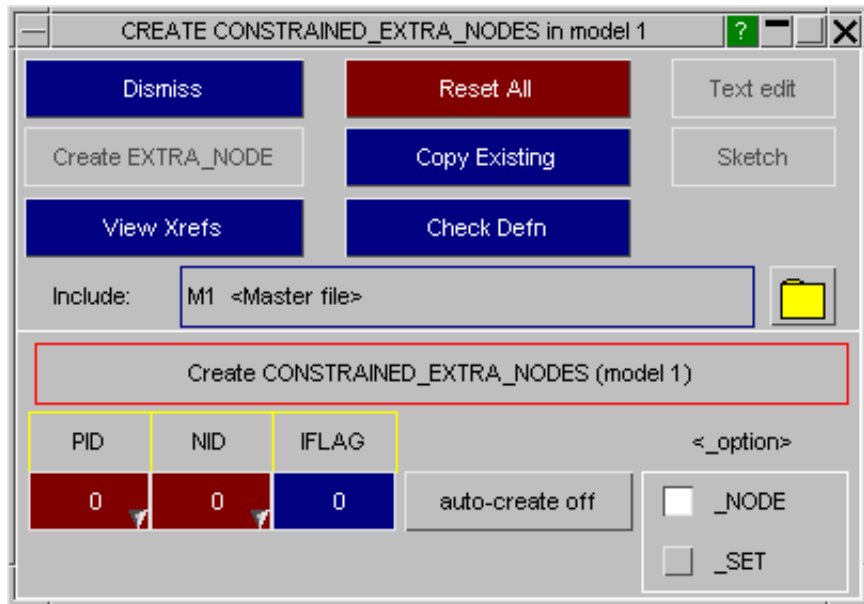 CREATE CONSTRAINED_EXTRA_NODES in model 1 ?
Dismiss Reset All Text edit
Create EXTRA_NODE Copy Existing Sketch
View Xrefs Check Defn
Include: M1 <Master file>
Create CONSTRAINED_EXTRA_NODES (model 1)
PID NID IFLAG <_option>
0 0 0 auto-create off _NODE
_SET